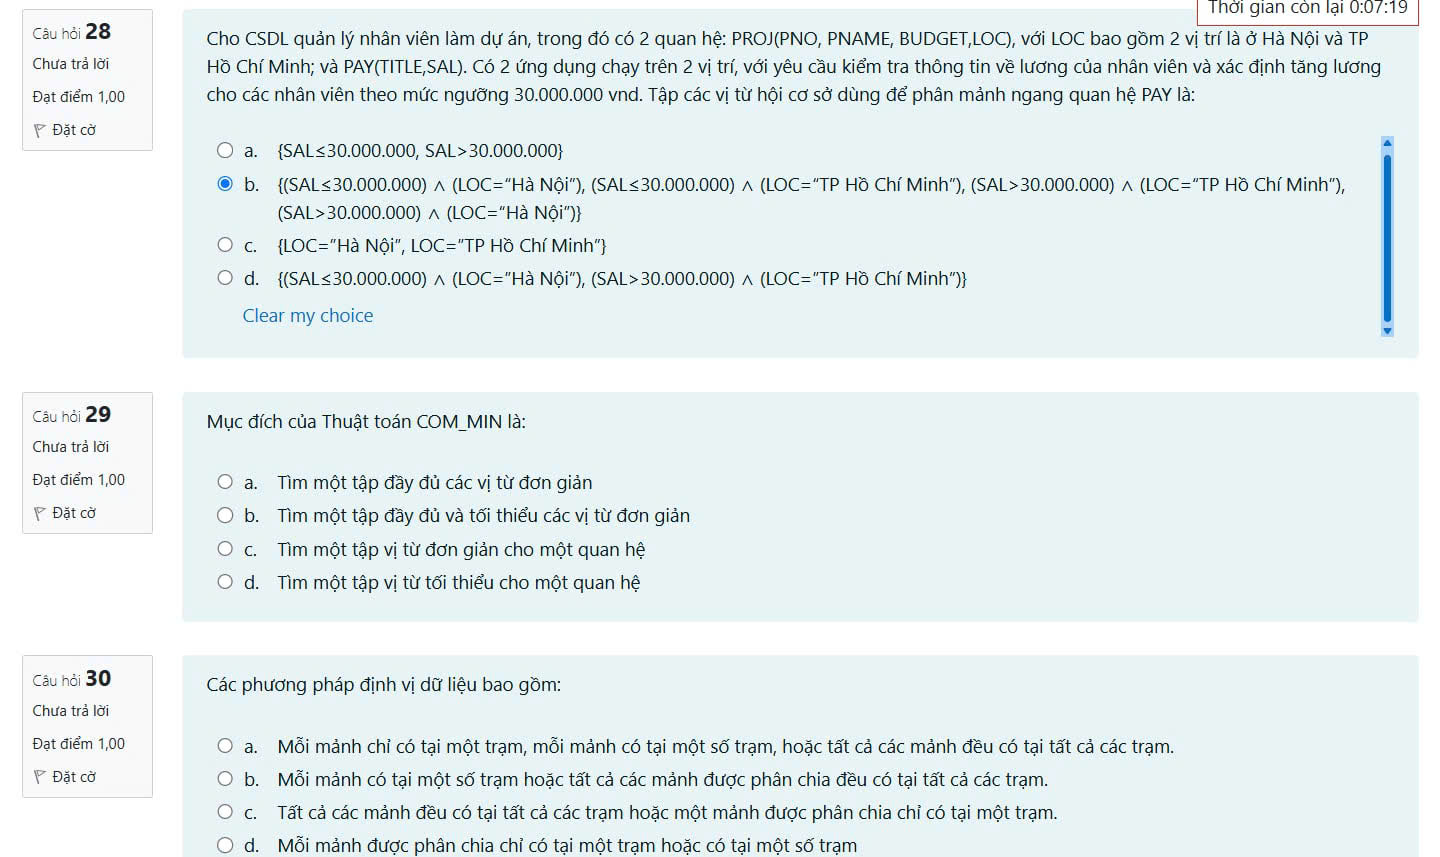 Thời gian còn lại 0:07:19
Câu hỏi 28
Chưa trả lời
Đạt điểm 1,00
Đặt cờ
Cho CSDL quản lý nhân viên làm dự án, trong đó có 2 quan hệ: PROJ(PNO, PNAME, BUDGET,LOC), với LOC bao gồm 2 vị trí là ở Hà Nội và TP
Hồ Chí Minh; và PAY(TITLE,SAL). Có 2 ứng dụng chạy trên 2 vị trí, với yêu cầu kiểm tra thông tin về lương của nhân viên và xác định tăng lương
cho các nhân viên theo mức ngưỡng 30.000.000 vnd. Tập các vị từ hội cơ sở dùng để phân mảnh ngang quan hệ PAY là:
a. {SAL≤30.000.000, SAL>30.000.000}
b. {(SAL≤30.000.000) ∧ (LOC=“Hà Nội”), (SAL≤30.000.000) ∧ (LOC=“TP Hồ Chí Minh”), (SAL>30.000.000) ∧ (LOC=“TP Hồ Chí Minh”),
(SAL>30.000.000) ∧ (LOC=“Hà Nội”)}
c. {LOC=”Hà Nội”, LOC=”TP Hồ Chí Minh”}
d. {(SAL≤30.000.000) ∧ (LOC=”Hà Nội”), (SAL>30.000.000) ∧ (LOC=”TP Hồ Chí Minh”)}
Clear my choice
Câu hỏi 29
Chưa trả lời
Đạt điểm 1,00
Đặt cờ
Mục đích của Thuật toán COM_MIN là:
a. Tìm một tập đầy đủ các vị từ đơn giản
b. Tìm một tập đầy đủ và tối thiểu các vị từ đơn giản
c. Tìm một tập vị từ đơn giản cho một quan hệ
d. Tìm một tập vị từ tối thiểu cho một quan hệ
Câu hỏi 30
Chưa trả lời
Đạt điểm 1,00
Đặt cờ
Các phương pháp định vị dữ liệu bao gồm:
a. Mỗi mảnh chỉ có tại một trạm, mỗi mảnh có tại một số trạm, hoặc tất cả các mảnh đều có tại tất cả các trạm.
b. Mỗi mảnh có tại một số trạm hoặc tất cả các mảnh được phân chia đều có tại tất cả các trạm.
c. Tất cả các mảnh đều có tại tất cả các trạm hoặc một mảnh được phân chia chỉ có tại một trạm.
d. Mỗi mảnh được phân chia chỉ có tại một trạm hoặc có tại một số trạm